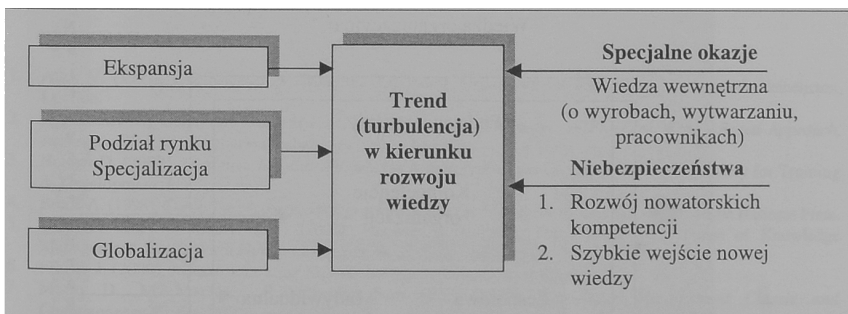 Ekspansja
Podział rynku
Specjalizacja
Globalizacja
Trend
(turbulencja)
w kierunku
rozwoju
wiedzy
Specjalne okazje
Wiedza wewnętrzna
(o wyrobach, wytwarzaniu,
pracownikach)
Niebezpieczeństwa
1. Rozwój nowatorskich
kompetencji
2. Szybkie wejście nowej
wiedzy